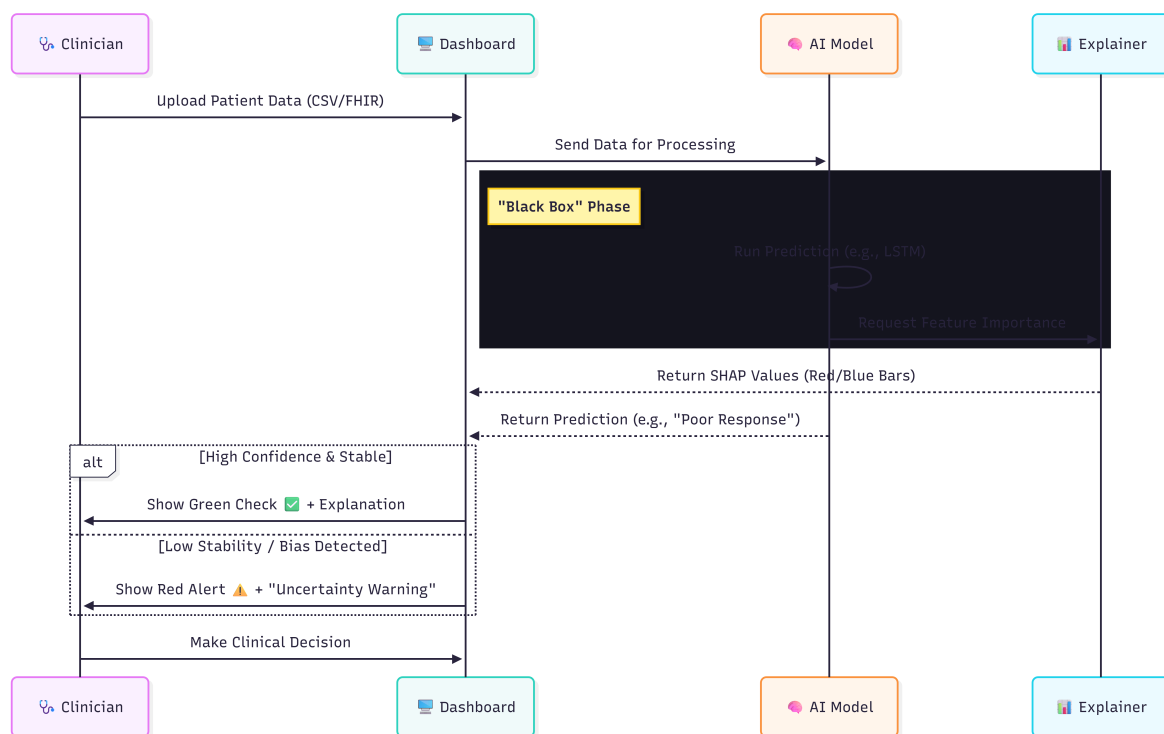 🩺 Clinician
🖥️ Dashboard
🧠 AI Model
📊 Explainer
Upload Patient Data (CSV/FHIR)
Send Data for Processing
"Black Box" Phase
Run Prediction (e.g., LSTM)
Request Feature Importance
Return SHAP Values (Red/Blue Bars)
Return Prediction (e.g., "Poor Response")
alt
[High Confidence & Stable]
Show Green Check ✅ + Explanation
[Low Stability / Bias Detected]
Show Red Alert ⚠️ + "Uncertainty Warning"
Make Clinical Decision
🩺 Clinician
🖥️ Dashboard
🧠 AI Model
📊 Explainer